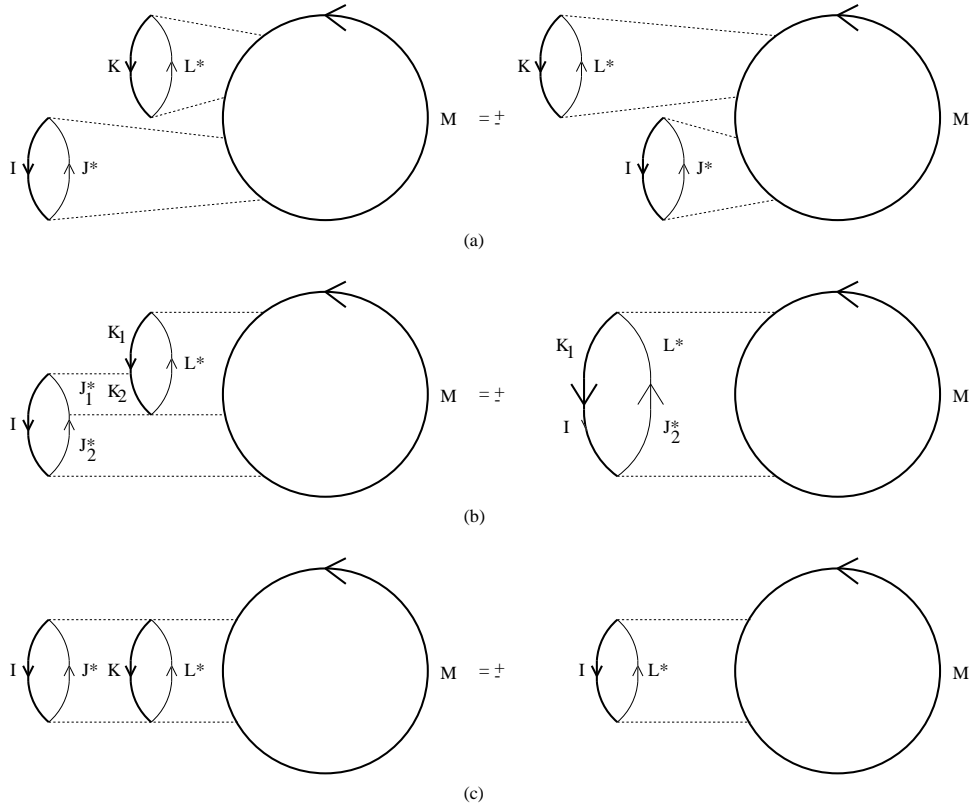 K L* M = ± K L* M
I J* I J*
(a)
K1 L* K1 L*
J1* K2 M = ± M
I J2* I J2*
(b)
I J* K L* M = ± I L* M
(c)